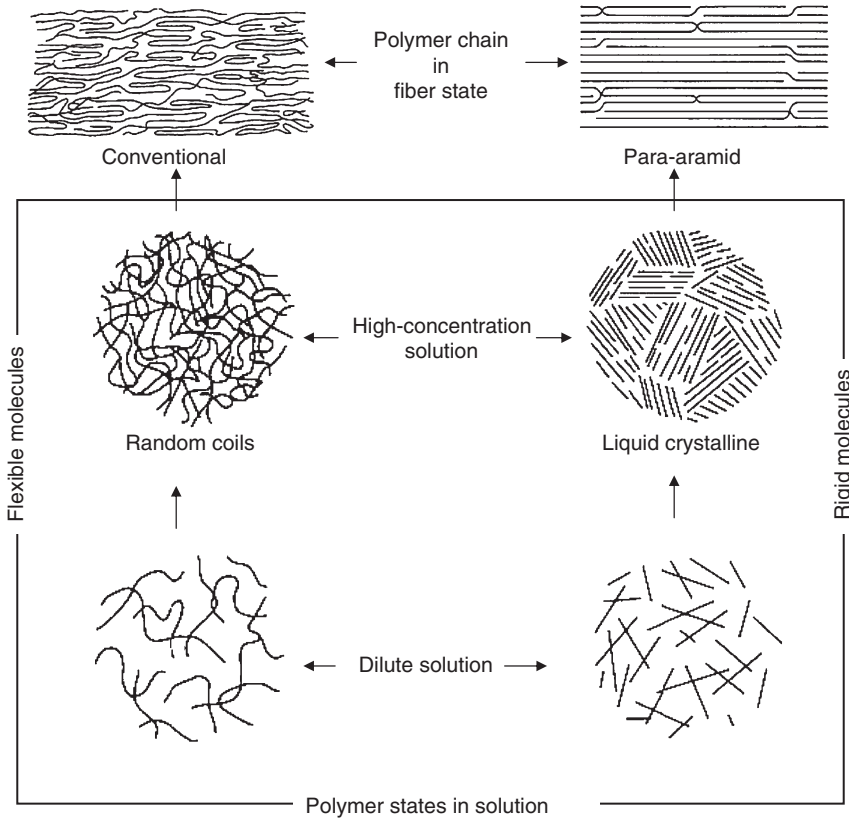 Polymer chain
in
fiber state
Conventional
Para-aramid
High-concentration
solution
Random coils
Liquid crystalline
Flexible molecules
Rigid molecules
Dilute solution
Polymer states in solution